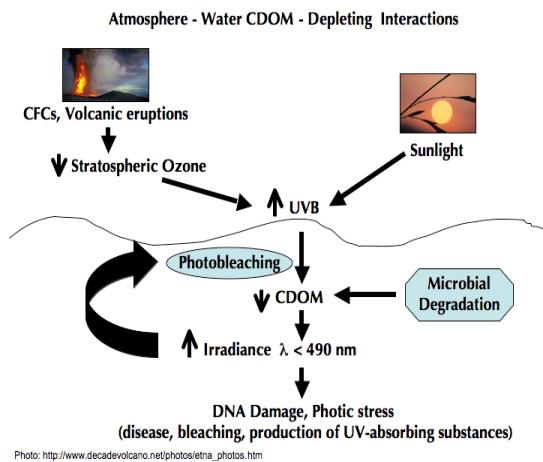 Atmosphere - Water CDOM - Depleting Interactions
CFCs, Volcanic eruptions
Sunlight
Stratospheric Ozone
UVB
Photobleaching
CDOM
Microbial
Degradation
Irradiance λ < 490 nm
DNA Damage, Photic stress
(disease, bleaching, production of UV-absorbing substances)
Photo: http://www.decadevolcano.net/photos/etna_photos.htm